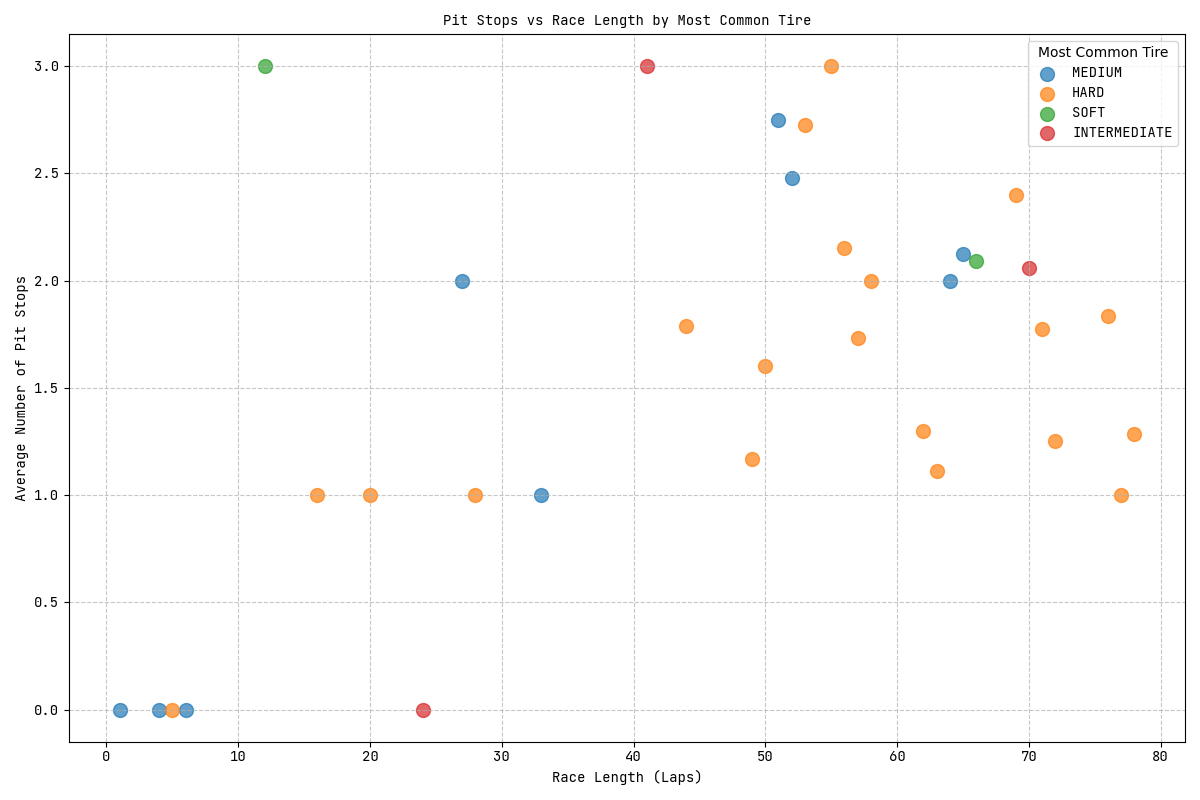 Pit Stops vs Race Length by Most Common Tire
Most Common Tire
MEDIUM
HARD
SOFT
INTERMEDIATE
Average Number of Pit Stops
3.0
2.5
2.0
1.5
1.0
0.5
0.0
0 10 20 30 40 50 60 70 80
Race Length (Laps)